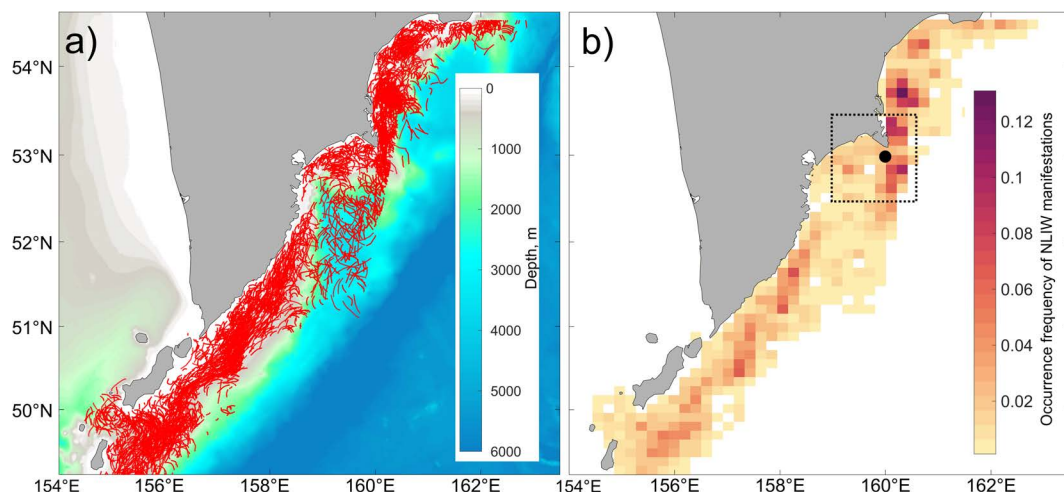 a)
b)
54°N
53°N
52°N
51°N
50°N
154°E
156°E
158°E
160°E
162°E
0
1000
2000
3000
4000
5000
6000
Depth, m
154°E
156°E
158°E
160°E
162°E
0.12
0.1
0.08
0.06
0.04
0.02
Occurrence frequency of NLIW manifestations